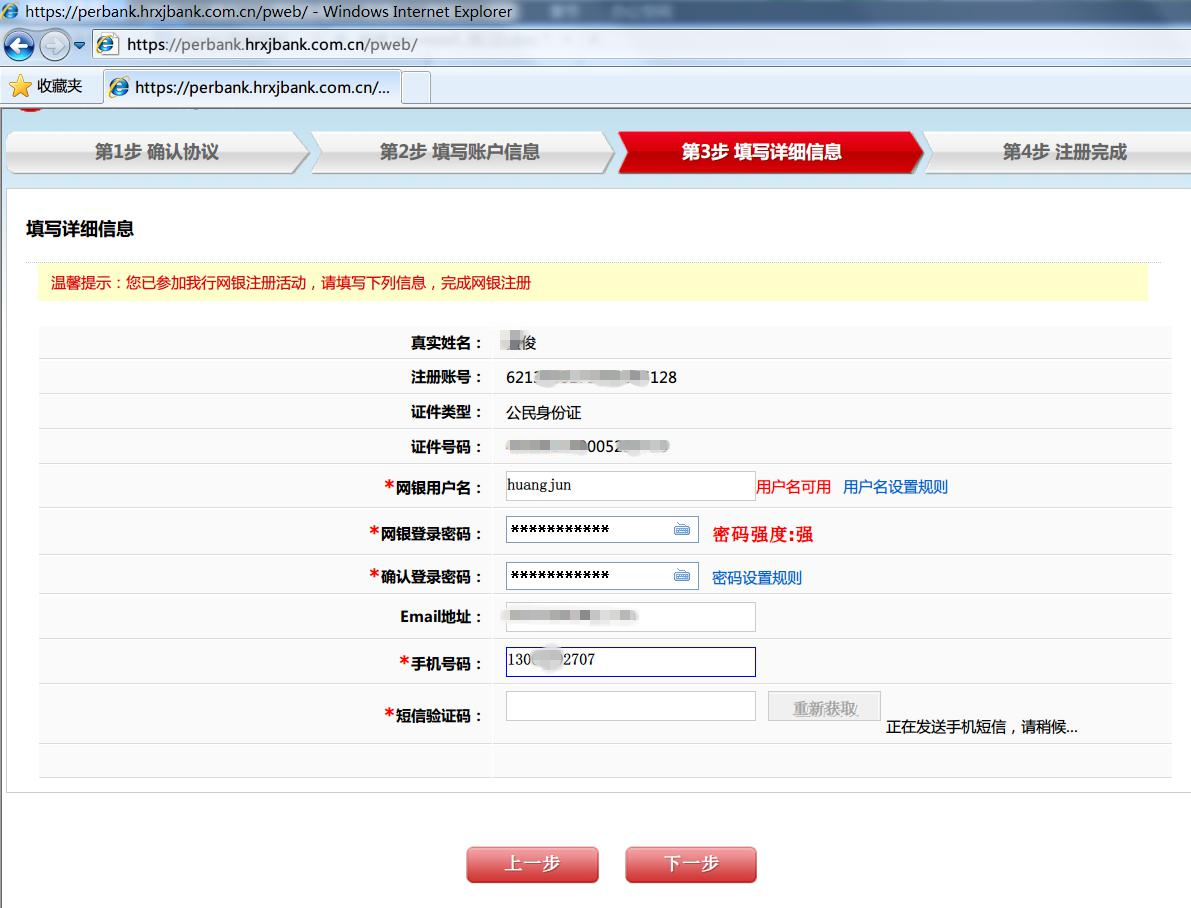 https://perbank.hrxjbank.com.cn/pweb/ - Windows Internet Explorer
https://perbank.hrxjbank.com.cn/pweb/
收藏夹 https://perbank.hrxjbank.com.cn/...
第1步 确认协议 第2步 填写账户信息 第3步 填写详细信息 第4步 注册完成
填写详细信息
温馨提示：您已参加我行网银注册活动，请填写下列信息，完成网银注册
真实姓名： 俊
注册账号： 621 128
证件类型： 公民身份证
证件号码： 0052
*网银用户名： huangjun 用户名可用 用户名设置规则
*网银登录密码： *********** 密码强度:强
*确认登录密码： *********** 密码设置规则
Email地址：
*手机号码： 130 2707
*短信验证码： 重新获取 正在发送手机短信，请稍候...
上一步 下一步